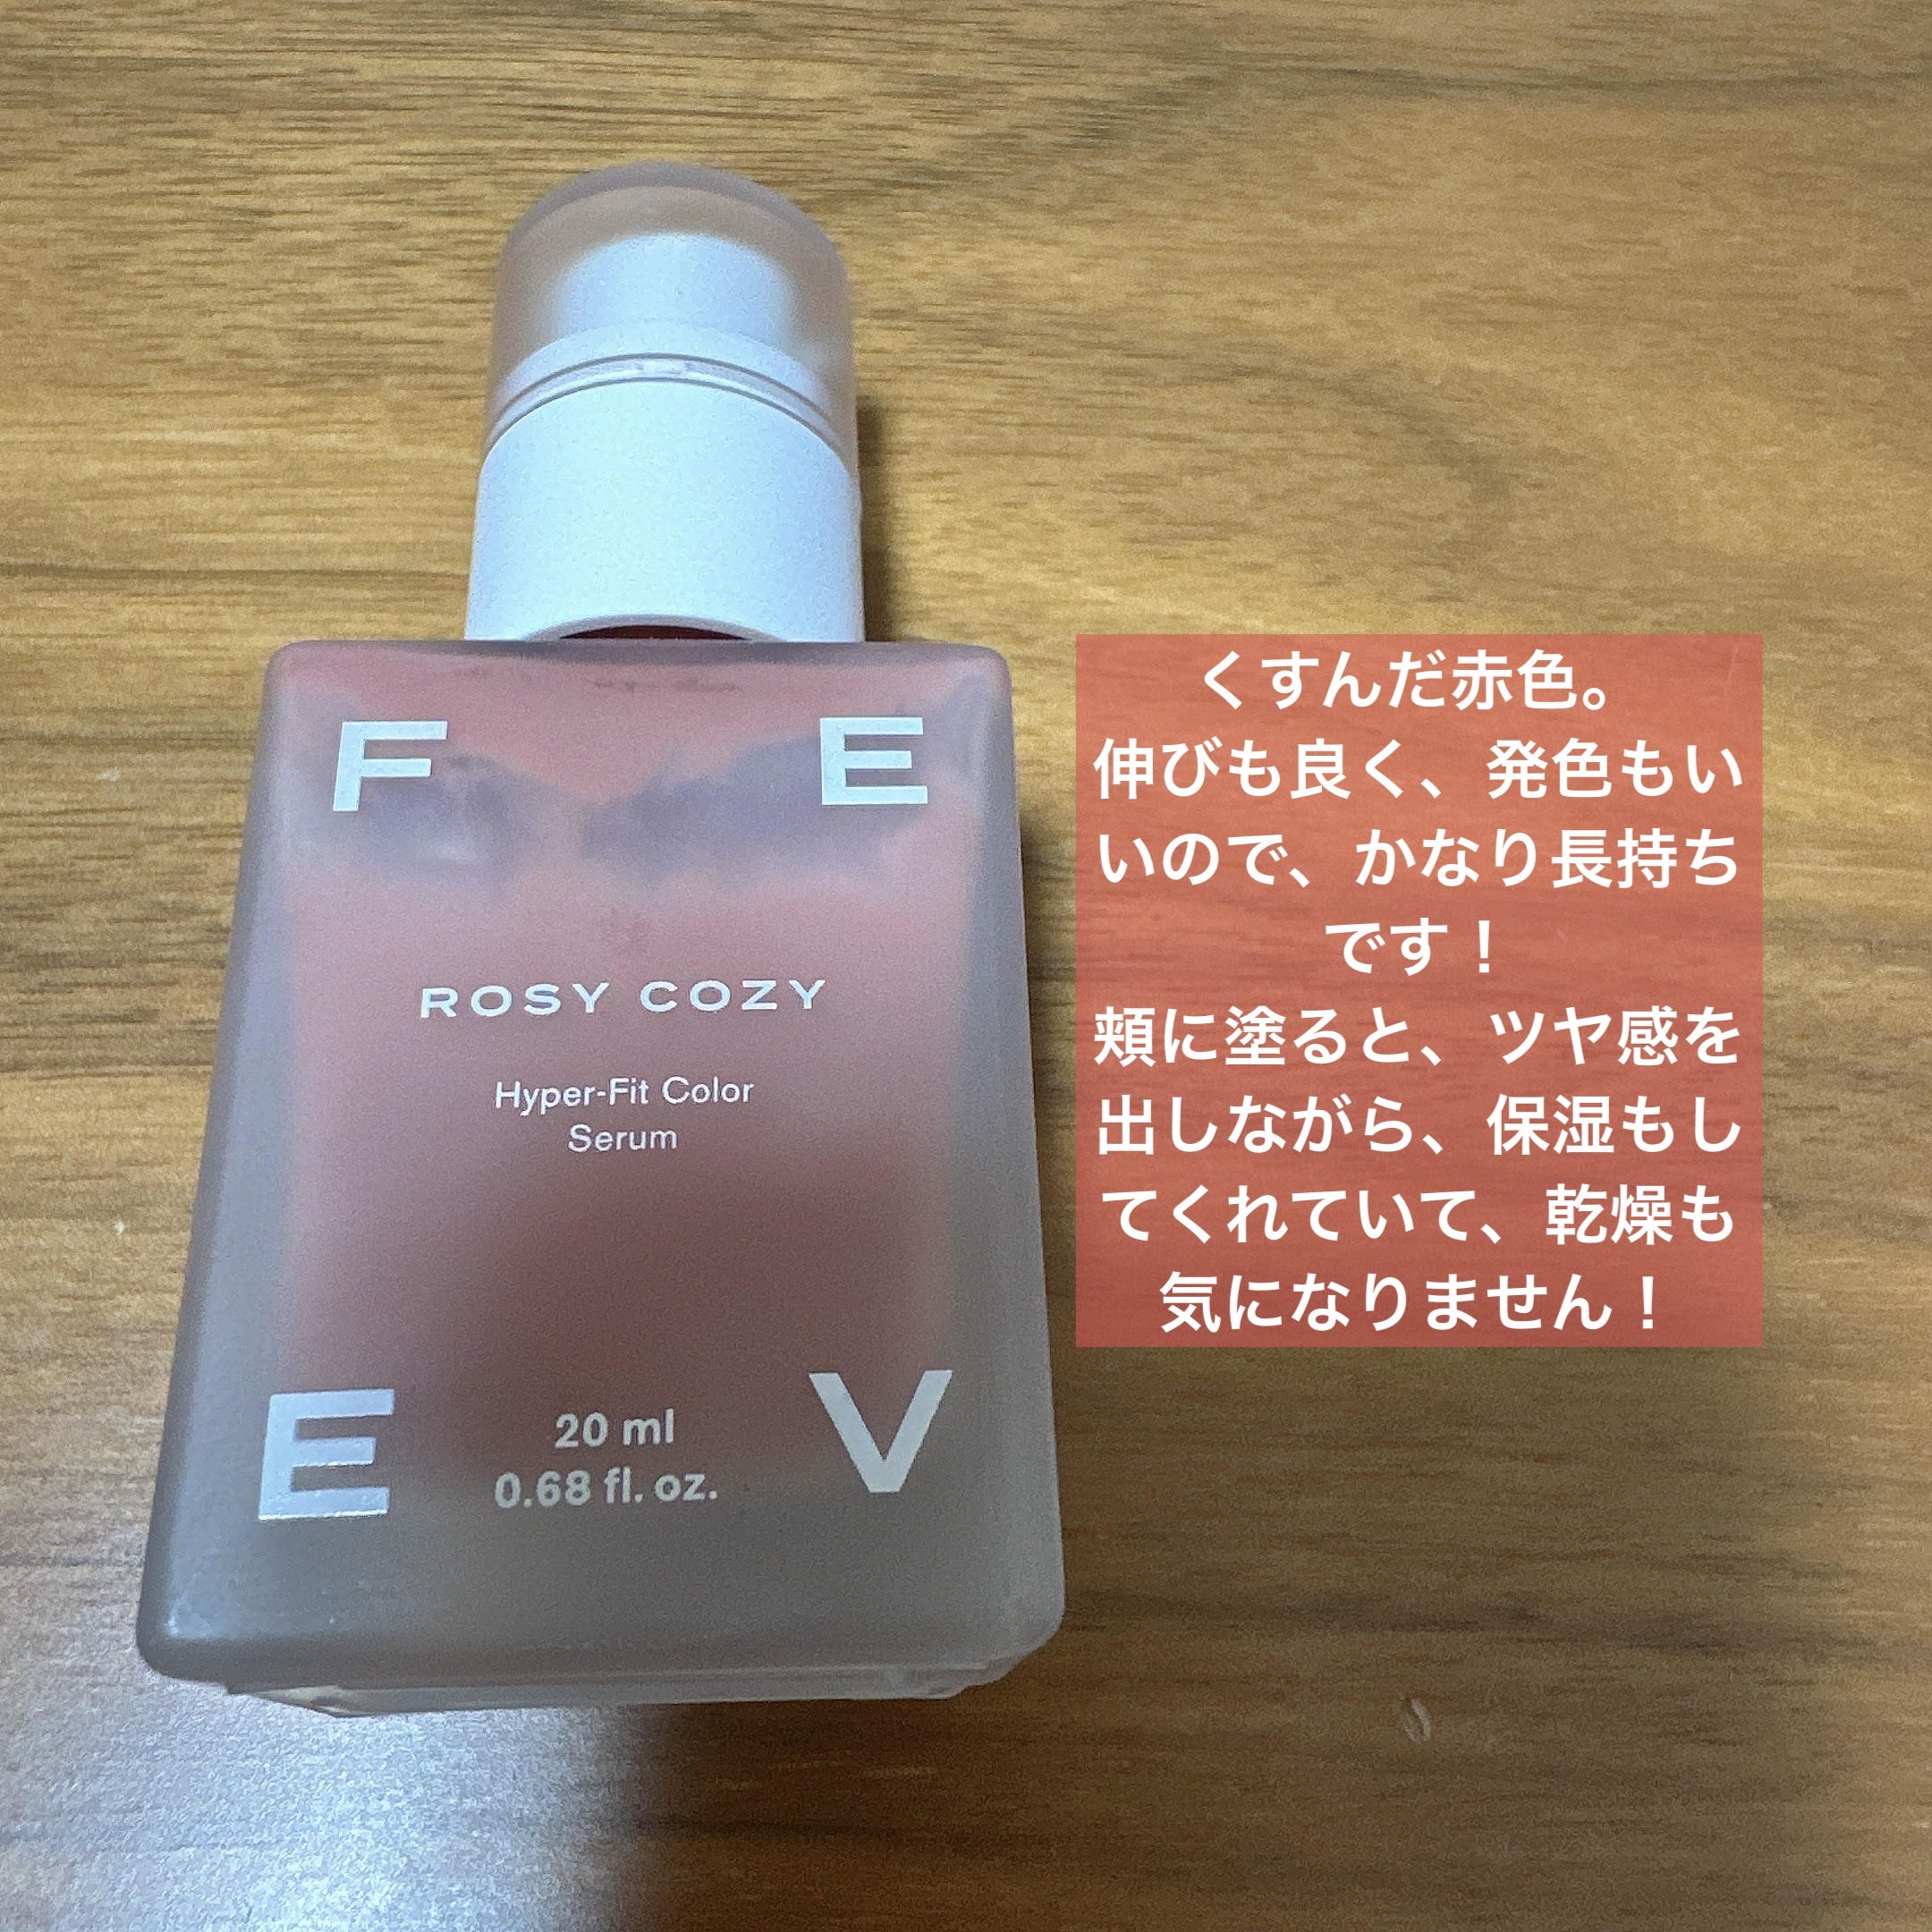 F E
ROSY COZY
Hyper-Fit Color
Serum
E V
20 ml
0.68 fl. oz.
くすんだ赤色。
伸びも良く、発色もい
いので、かなり長持ち
です！
頬に塗ると、ツヤ感を
出しながら、保湿もし
てくれていて、乾燥も
気になりません！